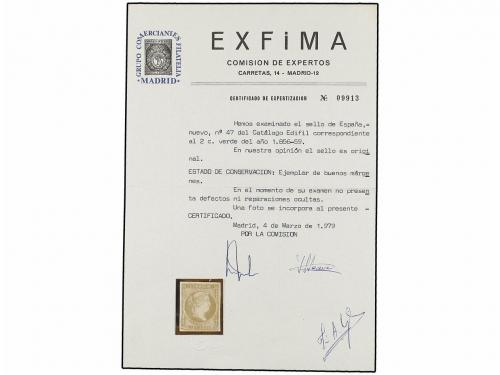 GRUPO COMERCIANTES FILATELIA
MADRID
EXFiMA
COMISION DE EXPERTOS
CARRETAS, 14 - MADRID-12
CERTIFICADO DE EXPERTIZACION № 09913
Hemos examinado el sello de España,-
nuevo, nº 47 del Catálogo Edifil correspondiente
al 2 c. verde del año 1.856-59.
En nuestra opinión el sello es orig
nal.
ESTADO DE CONSERVACION: Ejemplar de buenos márge
nes.
En el momento de su examen no presen
ta defectos ni reparaciones ocultas.
Una foto se incorpora al presente -
CERTIFICADO.
Madrid, 4 de Marzo de 1.979
POR LA COMISION